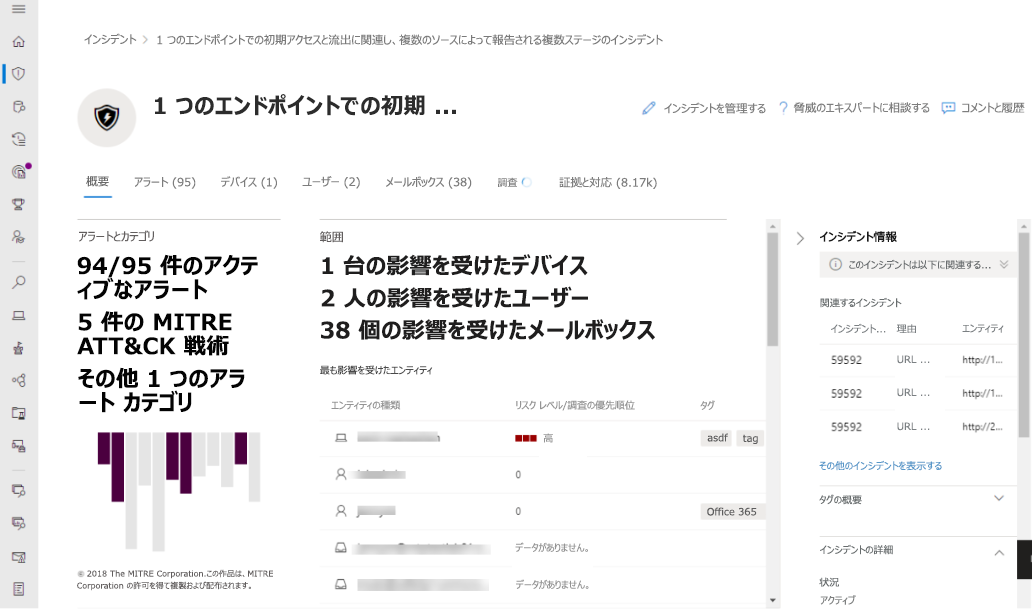 インシデント > 1 つのエンドポイントでの初期アクセスと流出に関連し、複数のソースによって報告される複数ステージのインシデント
1 つのエンドポイントでの初期 ...
インシデントを管理する ? 脅威のエキスパートに相談する コメントと履歴
概要 アラート (95) デバイス (1) ユーザー (2) メールボックス (38) 調査 証拠と対応 (8.17k)
アラートとカテゴリ
94/95 件のアクテ
ィブなアラート
5 件の MITRE
ATT&CK 戦術
その他 1 つのアラ
ート カテゴリ
© 2018 The MITRE Corporation.この作品は、MITRE
Corporation の許可を得て複製および配布されます。
範囲
1 台の影響を受けたデバイス
2 人の影響を受けたユーザー
38 個の影響を受けたメールボックス
最も影響を受けたエンティティ
エンティティの種類 リスク レベル/調査の優先順位 タグ
高 asdf tag
0
0 Office 365
データがありません。
データがありません。
インシデント情報
このインシデントは以下に関連する...
関連するインシデント
インシデント... 理由 エンティティ
59592 URL ... http://1...
59592 URL ... http://1...
59592 URL ... http://2...
その他のインシデントを表示する
タグの概要
インシデントの詳細
状況
アクティブ